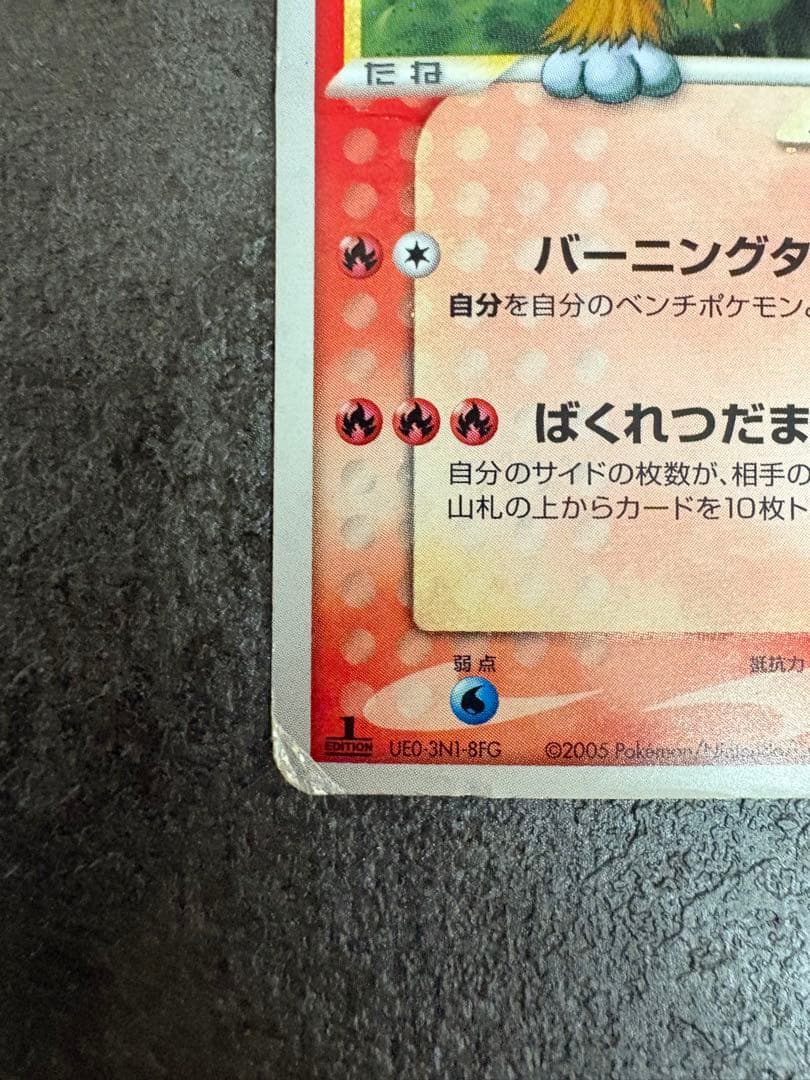 たね
バーニングタ
自分を自分のベンチポケモン
ばくれつだま
自分のサイドの枚数が、相手の
山札の上からカードを10枚ト
弱点
抵抗力
1
EDITION
UE0-3N1-8FG
©2005 Pokémon/Nintendo